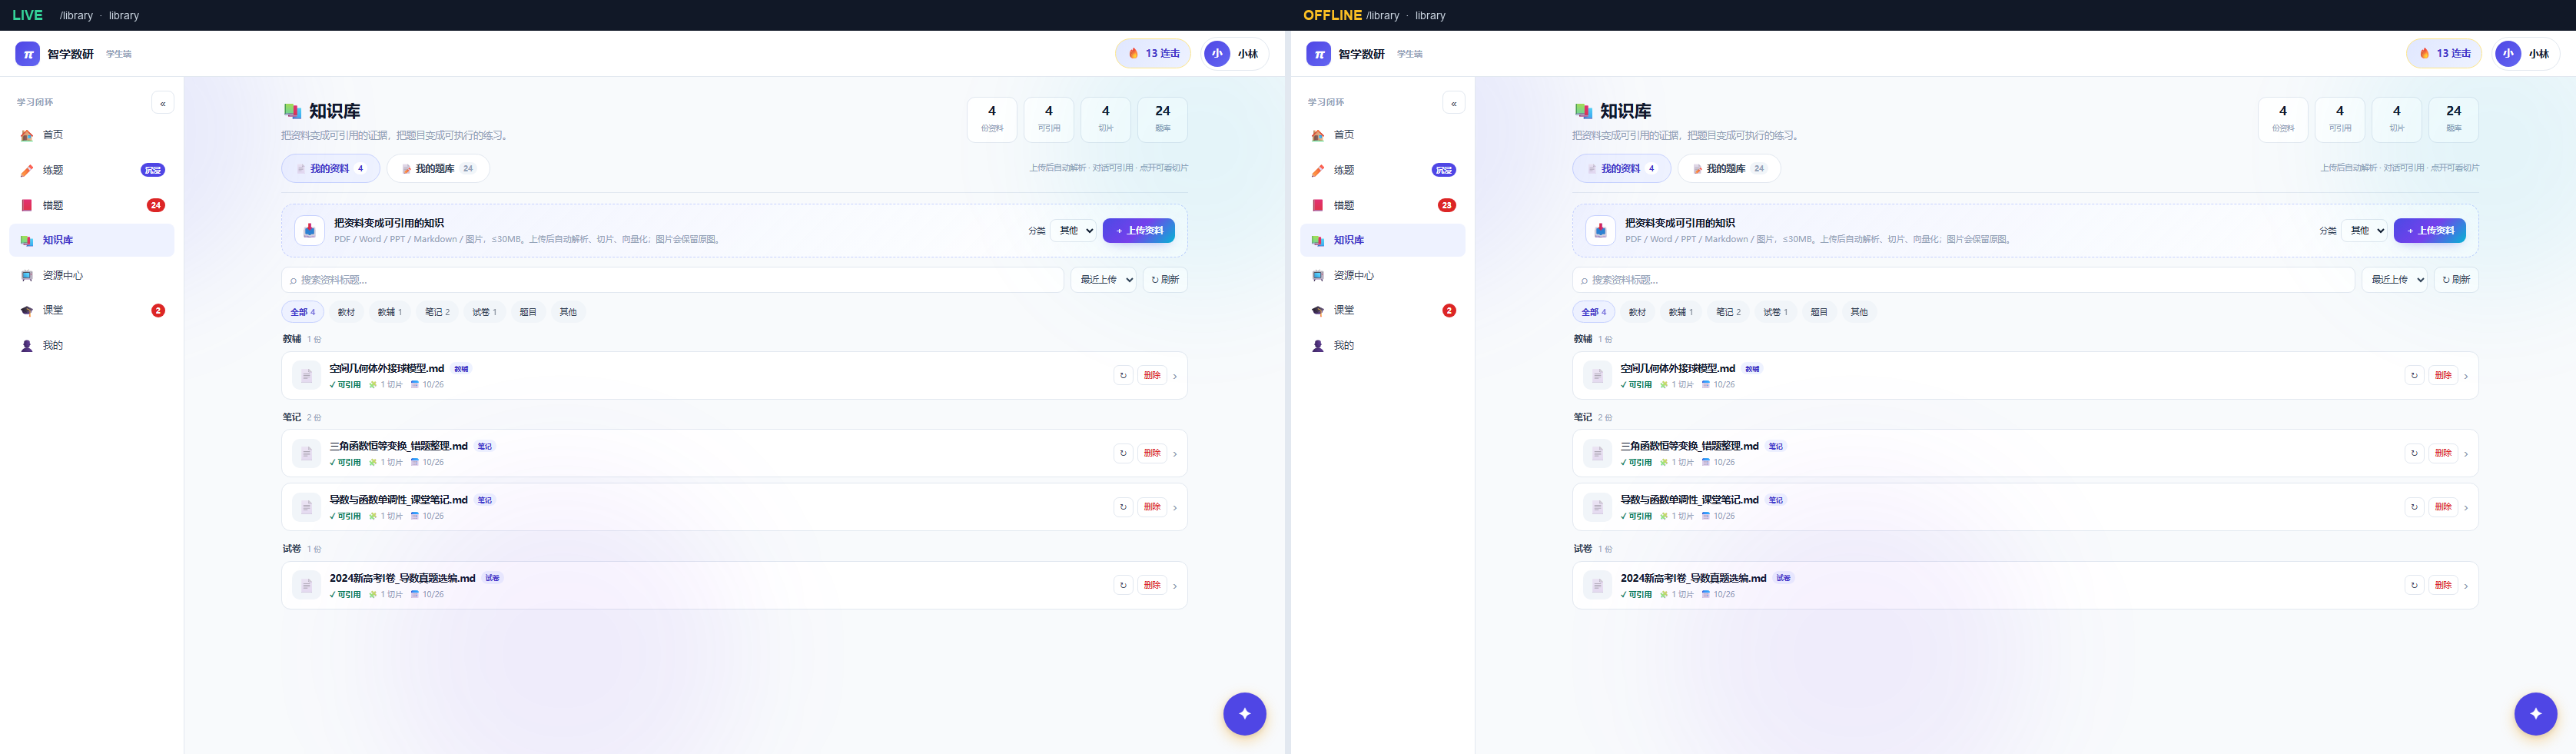 LIVE /library · library
π 智学数研 学生端 13 连击 小 小林
学习闭环 «
首页
练题
错题 24
知识库
资源中心
课堂 2
我的
知识库
把资料变成可引用的证据，把题目变成可执行的练习。
4 份资料
4 可引用
4 切片
24 题库
我的资料 4 我的题库 24
上传后自动解析 · 对话可引用 · 点开可看切片
把资料变成可引用的知识
PDF / Word / PPT / Markdown / 图片，≤30MB。上传后自动解析、切片、向量化；图片会保留原图。
分类 其他 + 上传资料
搜索资料标题...
最近上传 ↻ 刷新
全部 4 教材 教辅 1 笔记 2 试卷 1 题目 其他
教辅 1 份
空间几何体外接球模型.md 教辅
✓ 可引用 1 切片 10/26
↻ 删除 ›
笔记 2 份
三角函数恒等变换_错题整理.md 笔记
✓ 可引用 1 切片 10/26
↻ 删除 ›
导数与函数单调性_课堂笔记.md 笔记
✓ 可引用 1 切片 10/26
↻ 删除 ›
试卷 1 份
2024新高考I卷_导数真题选编.md 试卷
✓ 可引用 1 切片 10/26
↻ 删除 ›
OFFLINE /library · library
π 智学数研 学生端 13 连击 小 小林
学习闭环 «
首页
练题
错题 23
知识库
资源中心
课堂 2
我的
知识库
把资料变成可引用的证据，把题目变成可执行的练习。
4 份资料
4 可引用
4 切片
24 题库
我的资料 4 我的题库 24
上传后自动解析 · 对话可引用 · 点开可看切片
把资料变成可引用的知识
PDF / Word / PPT / Markdown / 图片，≤30MB。上传后自动解析、切片、向量化；图片会保留原图。
分类 其他 + 上传资料
搜索资料标题...
最近上传 ↻ 刷新
全部 4 教材 教辅 1 笔记 2 试卷 1 题目 其他
教辅 1 份
空间几何体外接球模型.md 教辅
✓ 可引用 1 切片 10/26
↻ 删除 ›
笔记 2 份
三角函数恒等变换_错题整理.md 笔记
✓ 可引用 1 切片 10/26
↻ 删除 ›
导数与函数单调性_课堂笔记.md 笔记
✓ 可引用 1 切片 10/26
↻ 删除 ›
试卷 1 份
2024新高考I卷_导数真题选编.md 试卷
✓ 可引用 1 切片 10/26
↻ 删除 ›